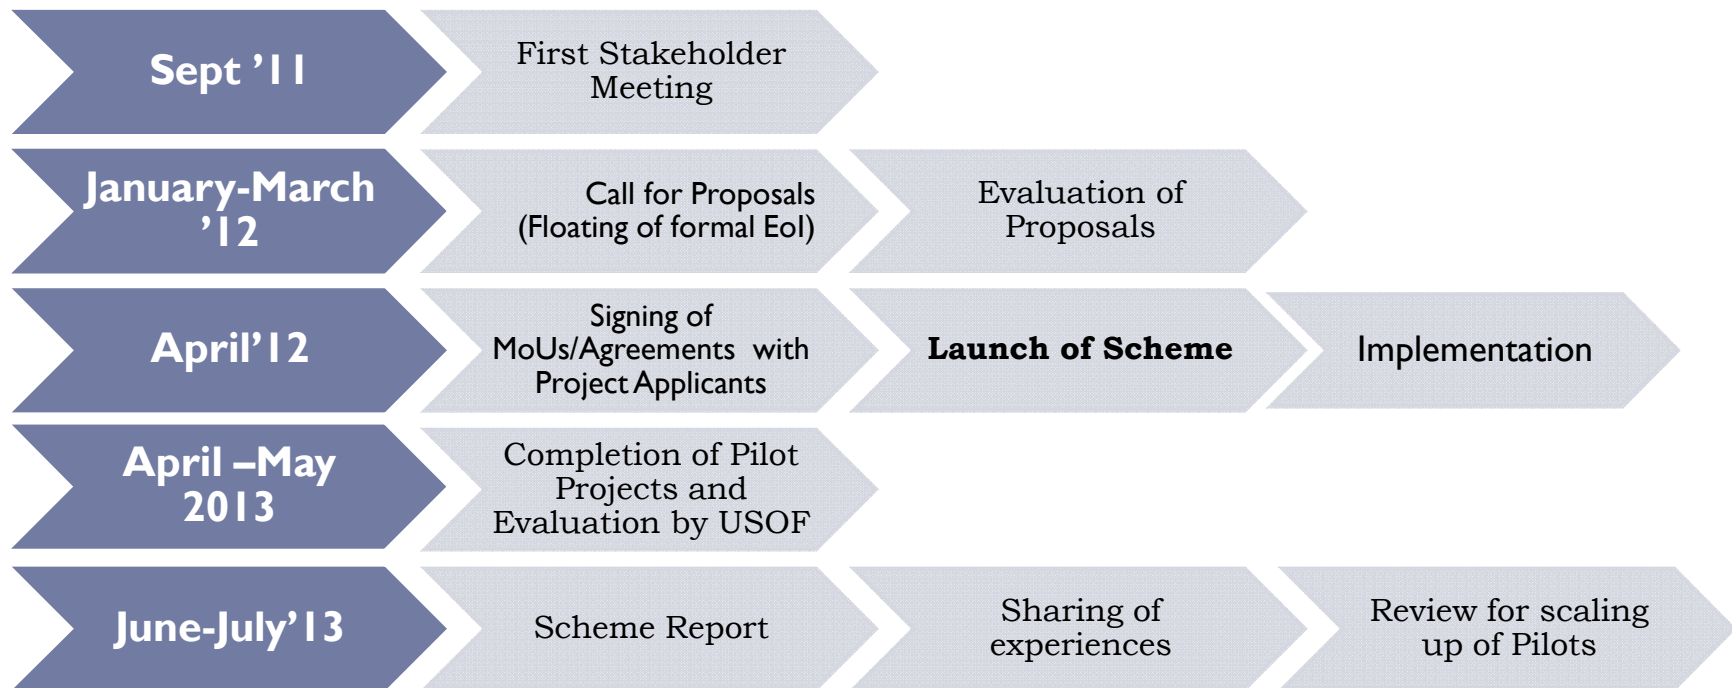 Sept ’11
First Stakeholder
Meeting
January-March
’12
Call for Proposals
(Floating of formal EoI)
Evaluation of
Proposals
April’12
Signing of
MoUs/Agreements with
Project Applicants
Launch of Scheme
Implementation
April –May
2013
Completion of Pilot
Projects and
Evaluation by USOF
June-July’13
Scheme Report
Sharing of
experiences
Review for scaling
up of Pilots